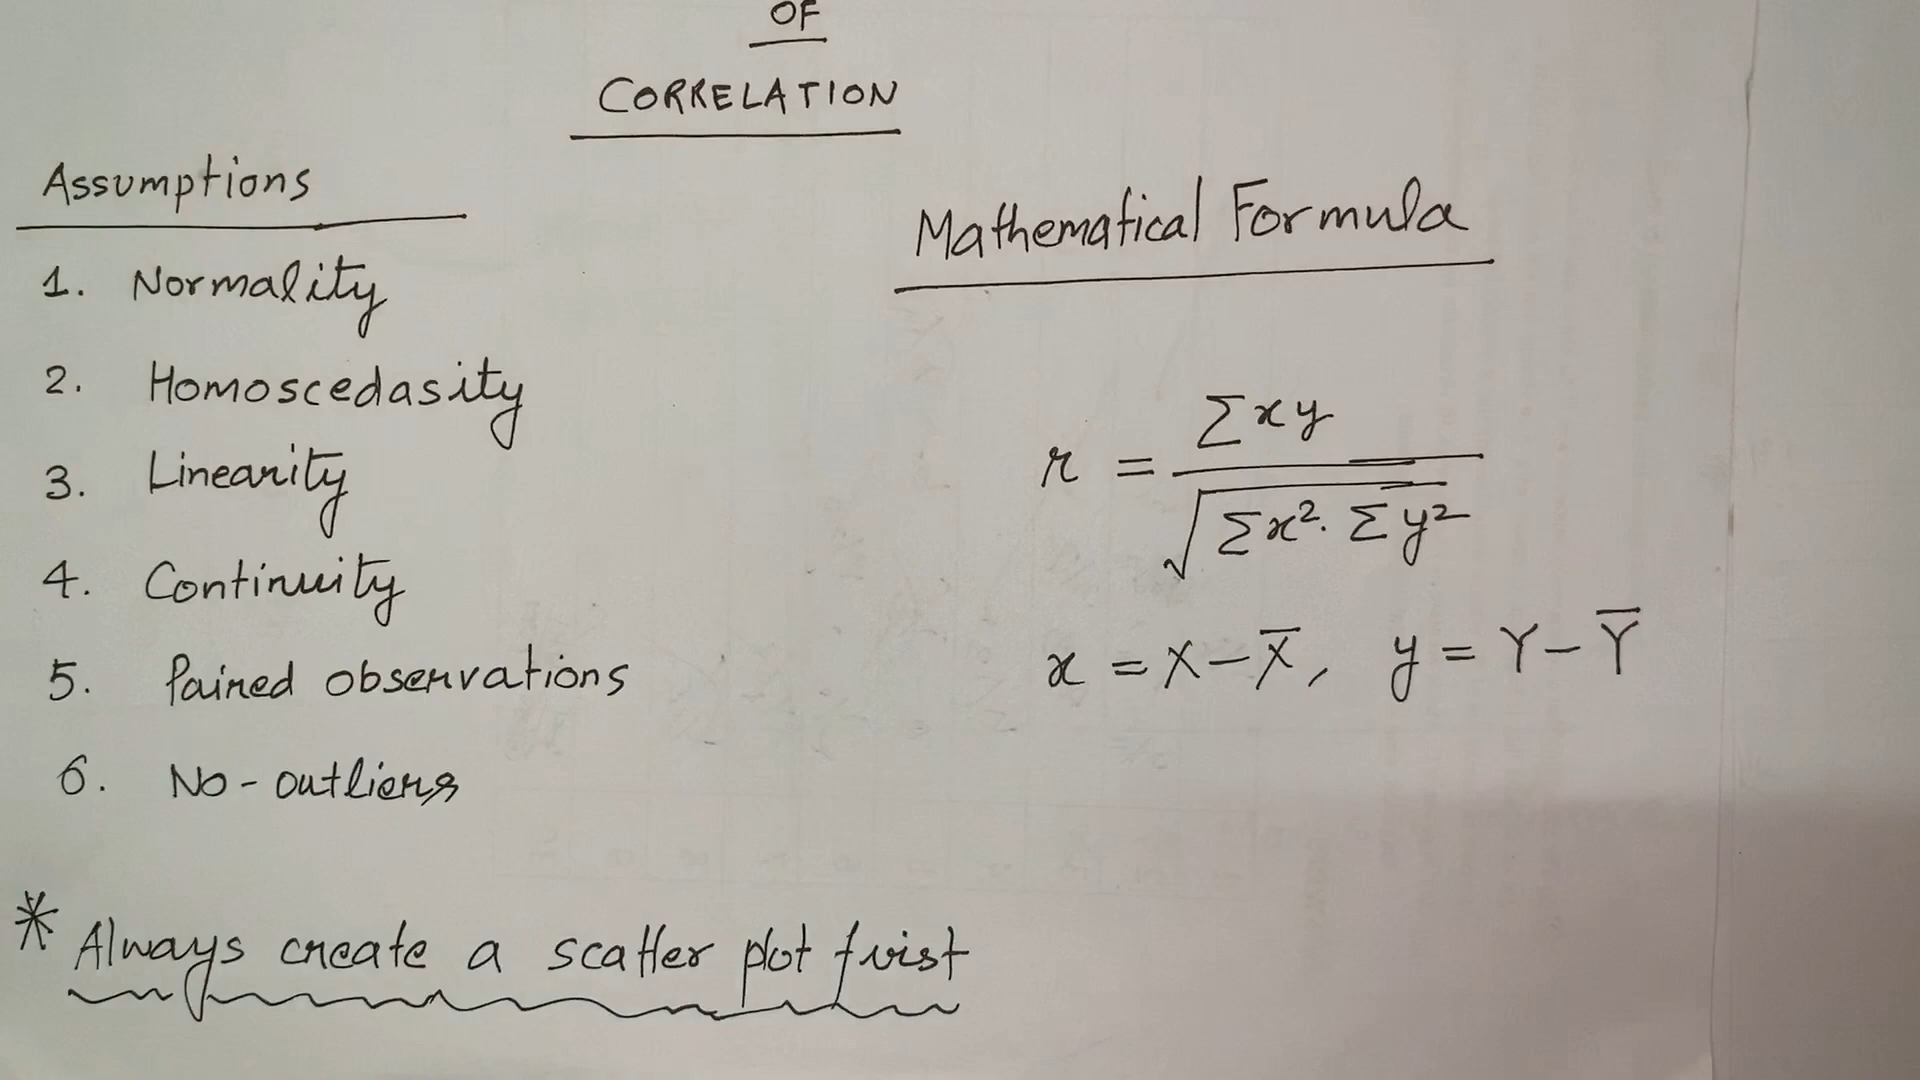 OF
CORRELATION
Assumptions
1. Normality
2. Homoscedasity
3. Linearity
4. Continuity
5. Paired observations
6. No-outliers
* Always create a scatter plot first
Mathematical Formula
r = Σxy / √Σx². Σy²
x = X – X̅, y = Y – Y̅